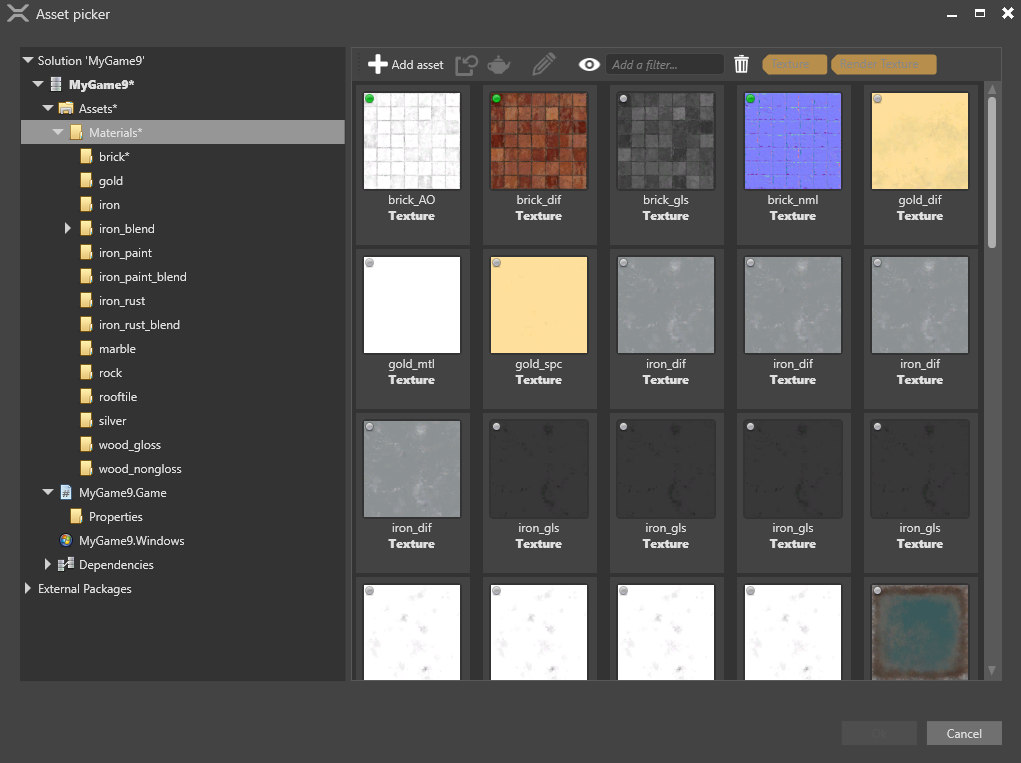 Asset picker
Solution 'MyGame9'
MyGame9*
Assets*
Materials*
brick*
gold
iron
iron_blend
iron_paint
iron_paint_blend
iron_rust
iron_rust_blend
marble
rock
rooftile
silver
wood_gloss
wood_nongloss
MyGame9.Game
Properties
MyGame9.Windows
Dependencies
External Packages
Add asset Add a filter... Texture Render Texture
brick_AO brick_dif brick_gls brick_nml gold_dif
Texture Texture Texture Texture Texture
gold_mtl gold_spc iron_dif iron_dif iron_dif
Texture Texture Texture Texture Texture
iron_dif iron_gls iron_gls iron_gls iron_gls
Texture Texture Texture Texture Texture
Ok Cancel